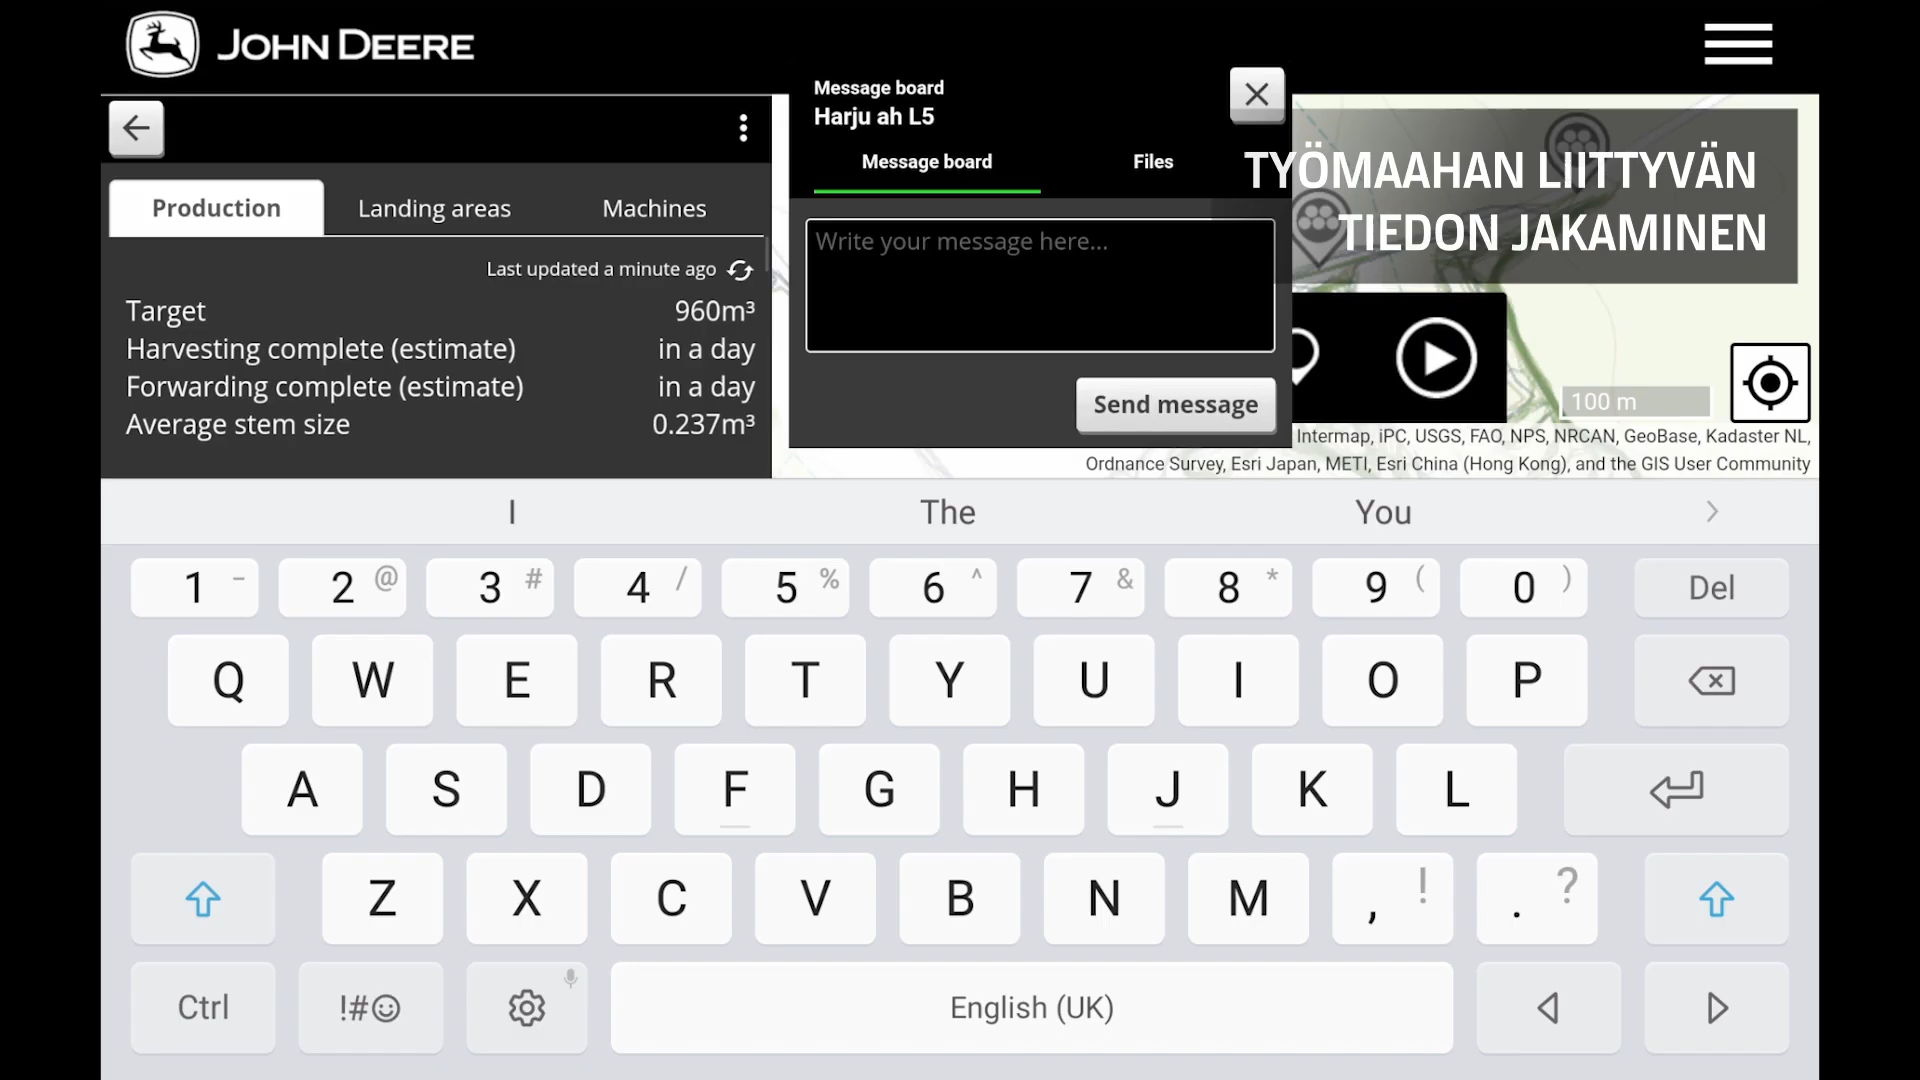 JOHN DEERE
Production
Landing areas
Machines
Last updated a minute ago
Target 960m³
Harvesting complete (estimate) in a day
Forwarding complete (estimate) in a day
Average stem size 0.237m³
Message board
Harju ah L5
Message board
Files
Write your message here...
Send message
TYÖMAAHAN LIITTYVÄN
TIEDON JAKAMINEN
100 m
Intermap, iPC, USGS, FAO, NPS, NRCAN, GeoBase, Kadaster NL,
Ordnance Survey, Esri Japan, METI, Esri China (Hong Kong), and the GIS User Community
I The You
1 - 2 @ 3 # 4 / 5 % 6 ^ 7 & 8 * 9 ( 0 ) Del
Q W E R T Y U I O P
A S D F G H J K L
Z X C V B N M , ! . ?
Ctrl !#☺ English (UK)